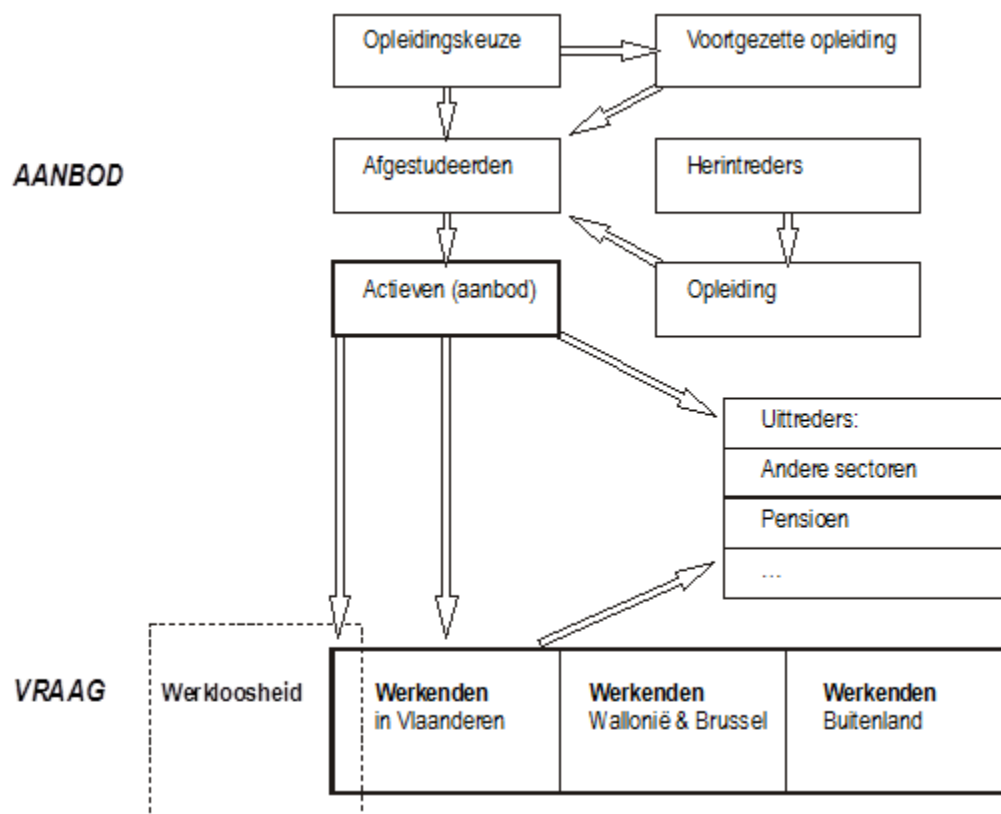 Opleidingskeuze
Voortgezette opleiding
AANBOD
Afgestudeerden
Herintreders
Actieven (aanbod)
Opleiding
Uittreders:
Andere sectoren
Pensioen
...
VRAAG
Werkloosheid
Werkenden
in Vlaanderen
Werkenden
Wallonië & Brussel
Werkenden
Buitenland